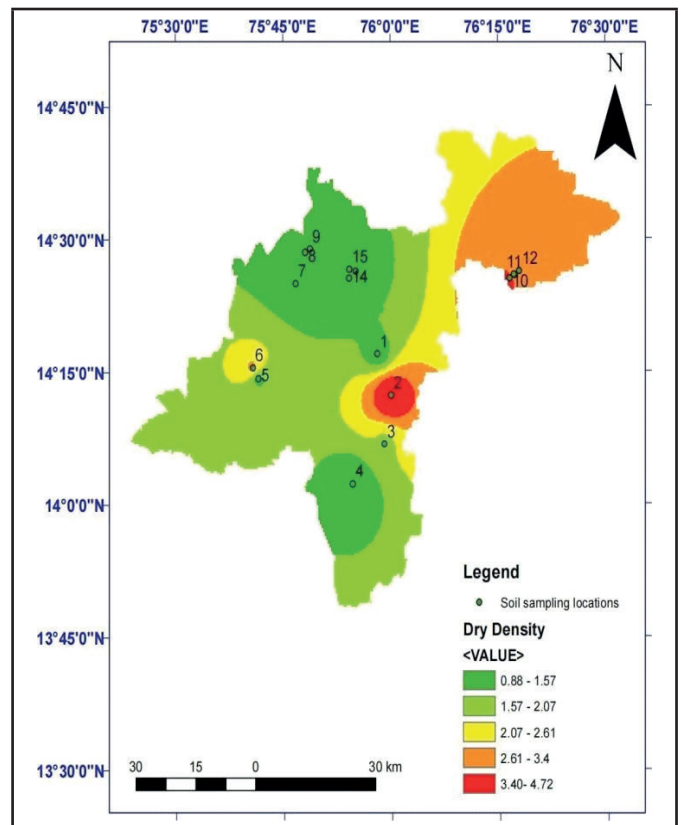 75°30'0"E 75°45'0"E 76°0'0"E 76°15'0"E 76°30'0"E
N
14°45'0"N
14°30'0"N
14°15'0"N
14°0'0"N
13°45'0"N
13°30'0"N
9
8
7
15
14
12
11
10
1
6
5
2
3
4
Legend
Soil sampling locations
Dry Density
<VALUE>
0.88 - 1.57
1.57 - 2.07
2.07 - 2.61
2.61 - 3.4
3.40- 4.72
30 15 0 30 km